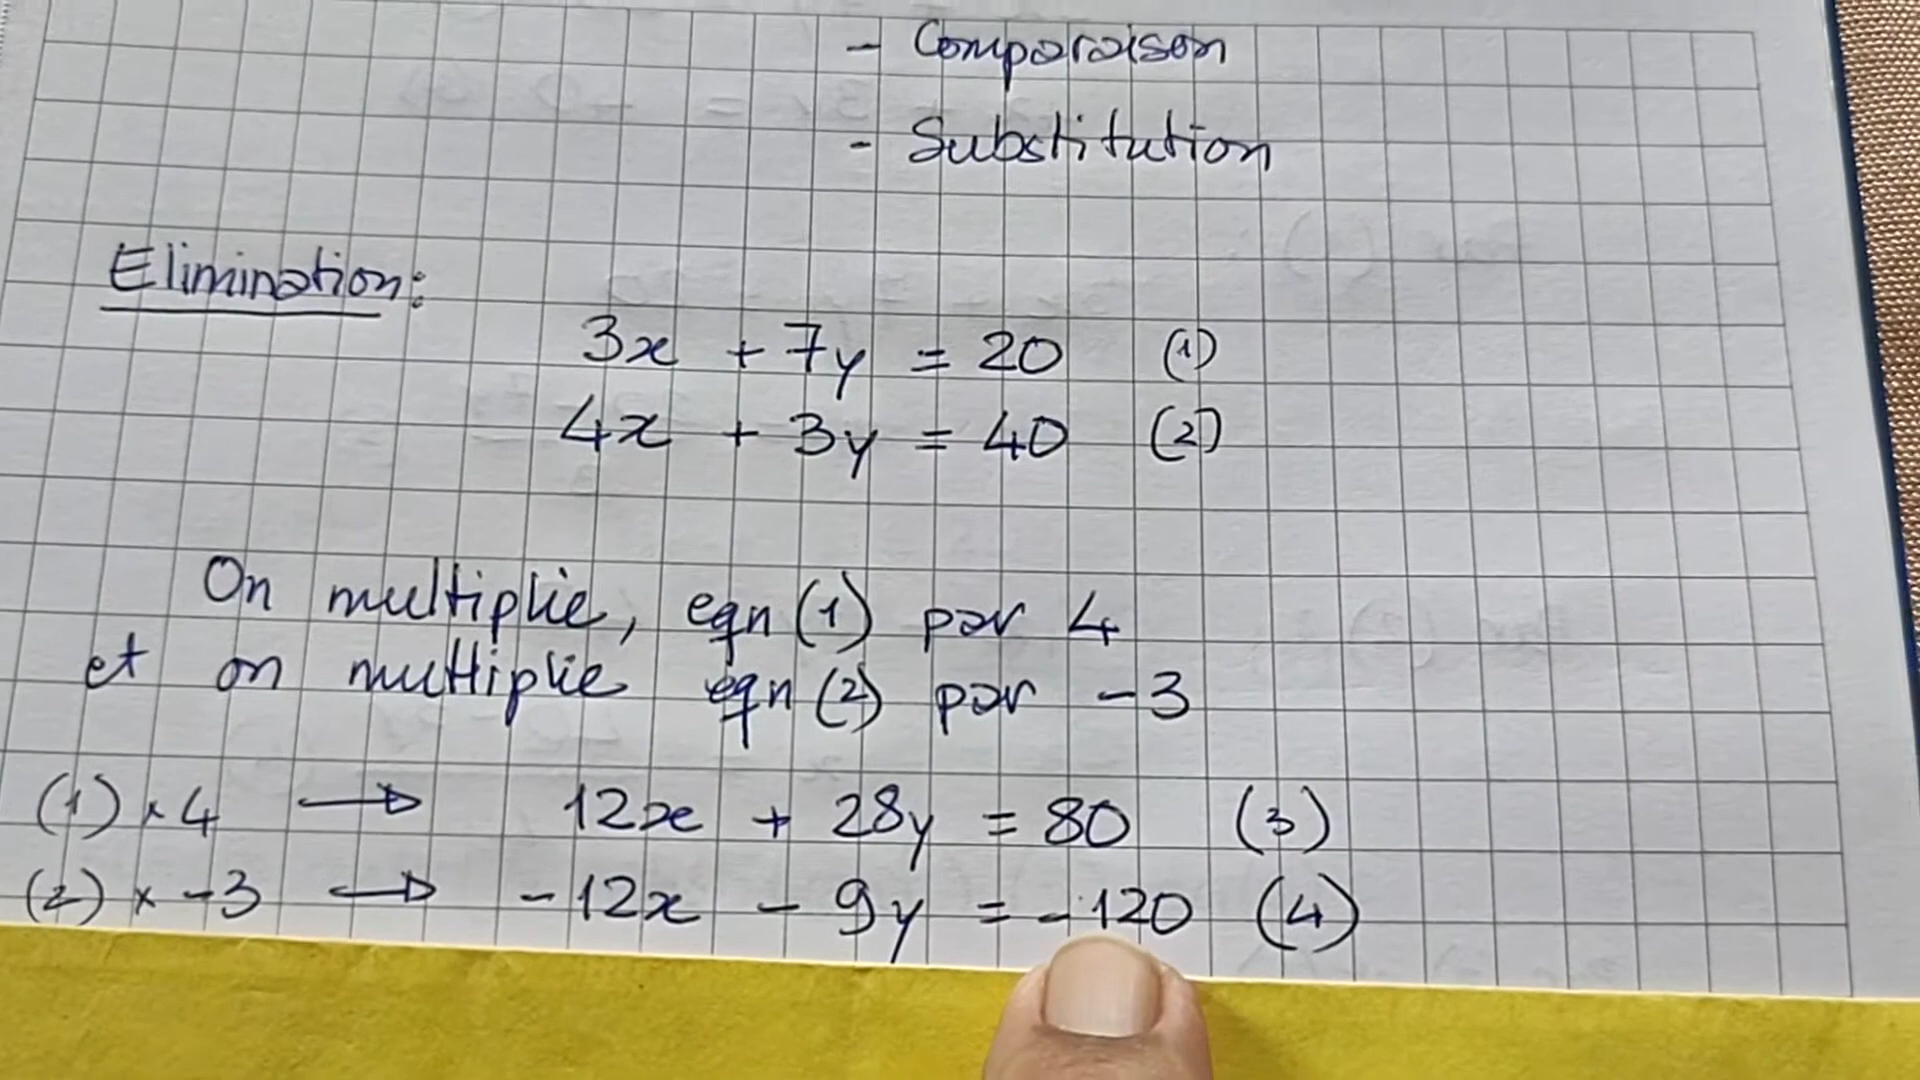 - Comparaison
- Substitution
Elimination:
3x + 7y = 20 (1)
4x + 3y = 40 (2)
On multiplie, eqn (1) par 4
et on multiplie eqn (2) par -3
(1) × 4 → 12x + 28y = 80 (3)
(2) × -3 → -12x - 9y = -120 (4)